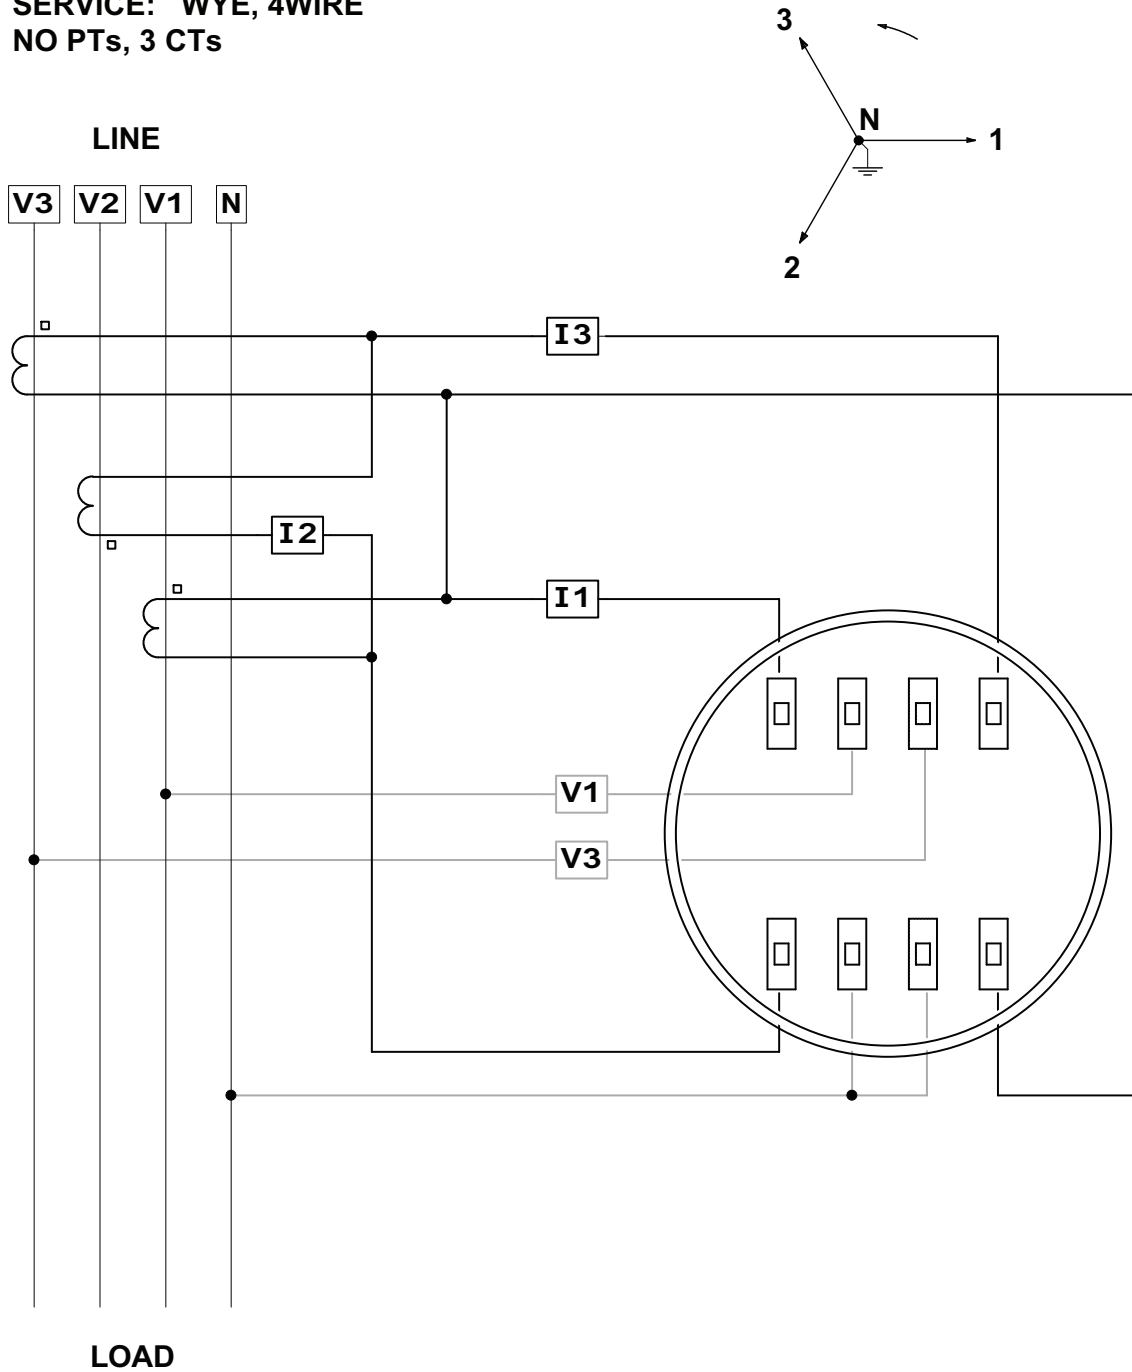 SERVICE: WYE, 4WIRE
NO PTs, 3 CTs
3
N
1
2
LINE
V3 V2 V1 N
I3
I2
I1
V1
V3
LOAD